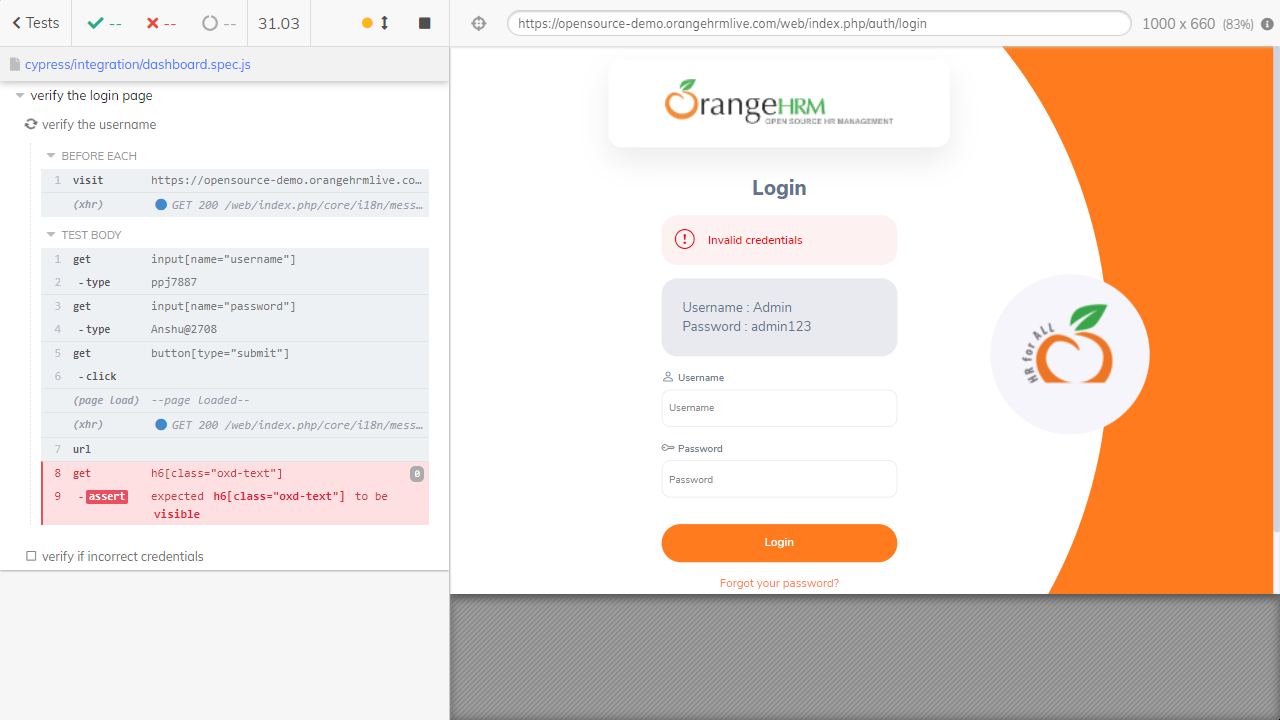 Tests
--
--
--
31.03
https://opensource-demo.orangehrmlive.com/web/index.php/auth/login
1000 x 660 (83%)
cypress/integration/dashboard.spec.js
verify the login page
verify the username
BEFORE EACH
1 visit https://opensource-demo.orangehrmlive.co…
(xhr) GET 200 /web/index.php/core/i18n/mess…
TEST BODY
1 get input[name="username"]
2 -type ppj7887
3 get input[name="password"]
4 -type Anshu@2708
5 get button[type="submit"]
6 -click
(page load) --page loaded--
(xhr) GET 200 /web/index.php/core/i18n/mess…
7 url
8 get h6[class="oxd-text"] 0
9 -assert expected h6[class="oxd-text"] to be
visible
verify if incorrect credentials
OrangeHRM
OPEN SOURCE HR MANAGEMENT
Login
Invalid credentials
Username : Admin
Password : admin123
Username
Username
Password
Password
Login
Forgot your password?
HR for ALL